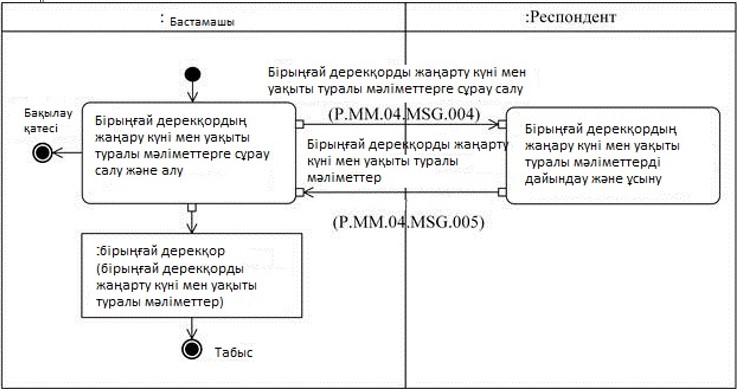 : Бастамашы
:Респондент
Бірыңғай дерекқорды жаңарту күні мен
уақыты туралы мәліметтерге сұрау салу
(P.MM.04.MSG.004)
Бақылау
қатесі
Бірыңғай дерекқордың
жаңару күні мен уақыты
туралы мәліметтерге сұрау
салу және алу
Бірыңғай дерекқорды жаңарту
күні мен уақыты туралы
мәліметтер
(P.MM.04.MSG.005)
Бірыңғай дерекқордың
жаңару күні мен уақыты
туралы мәліметтерді
дайындау және ұсыну
:бірыңғай дерекқор
(бірыңғай дерекқорды
жаңарту күні мен уақыты
туралы мәліметтер)
Табыс